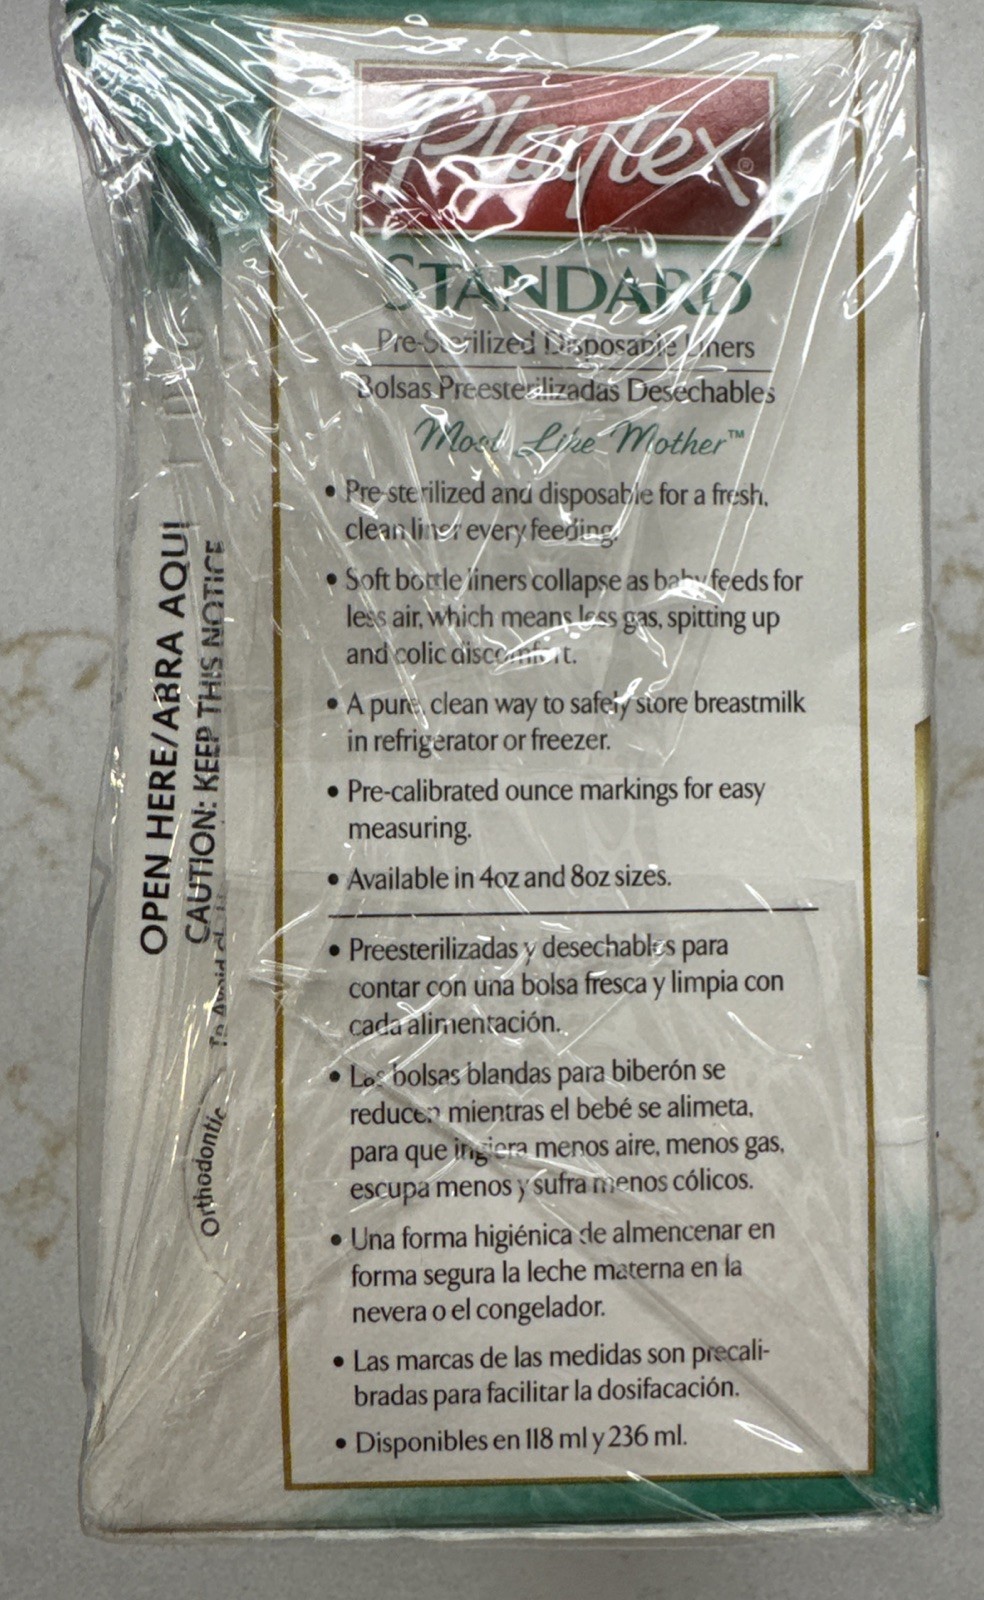 Playtex®
STANDARD
Pre-Sterilized Disposable Liners
Bolsas Preesterilizadas Desechables
Most Like Mother™
• Pre-sterilized and disposable for a fresh,
clean liner every feeding.
• Soft bottle liners collapse as baby feeds for
less air, which means less gas, spitting up
and colic discomfort.
• A pure, clean way to safely store breastmilk
in refrigerator or freezer.
• Pre-calibrated ounce markings for easy
measuring.
• Available in 4oz and 8oz sizes.
• Preesterilizadas y desechables para
contar con una bolsa fresca y limpia con
cada alimentación.
• Las bolsas blandas para biberón se
reducen mientras el bebé se alimeta,
para que ingiera menos aire, menos gas,
escupa menos y sufra menos cólicos.
• Una forma higiénica de almencenar en
forma segura la leche materna en la
nevera o el congelador.
• Las marcas de las medidas son precali-
bradas para facilitar la dosifacación.
• Disponibles en 118 ml y 236 ml.
OPEN HERE/ABRA AQUI
CAUTION: KEEP THIS NOTICE
To Avoid
Orthodontic